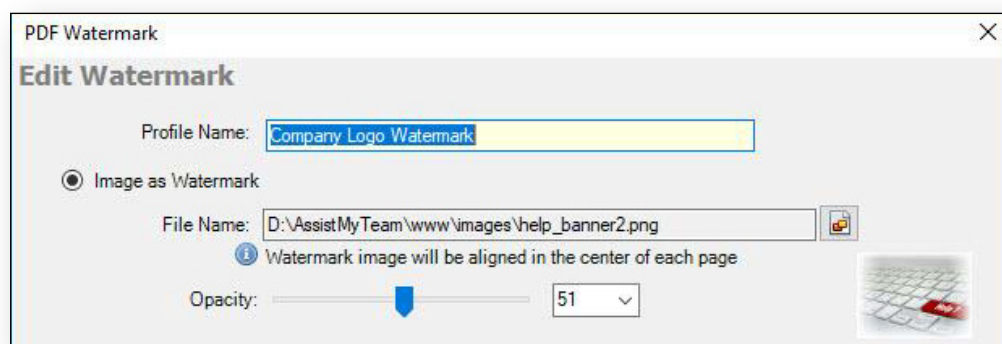 PDF Watermark
Edit Watermark
Profile Name: Company Logo Watermark
Image as Watermark
File Name: D:\AssistMyTeam\www\images\help_banner2.png
Watermark image will be aligned in the center of each page
Opacity: 51